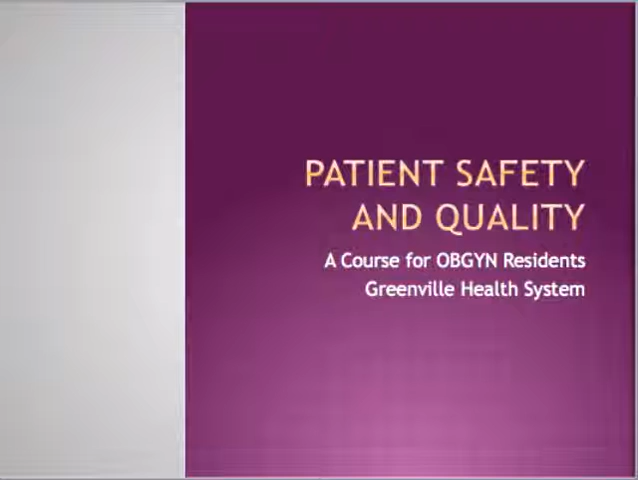 PATIENT SAFETY
AND QUALITY
A Course for OBGYN Residents
Greenville Health System